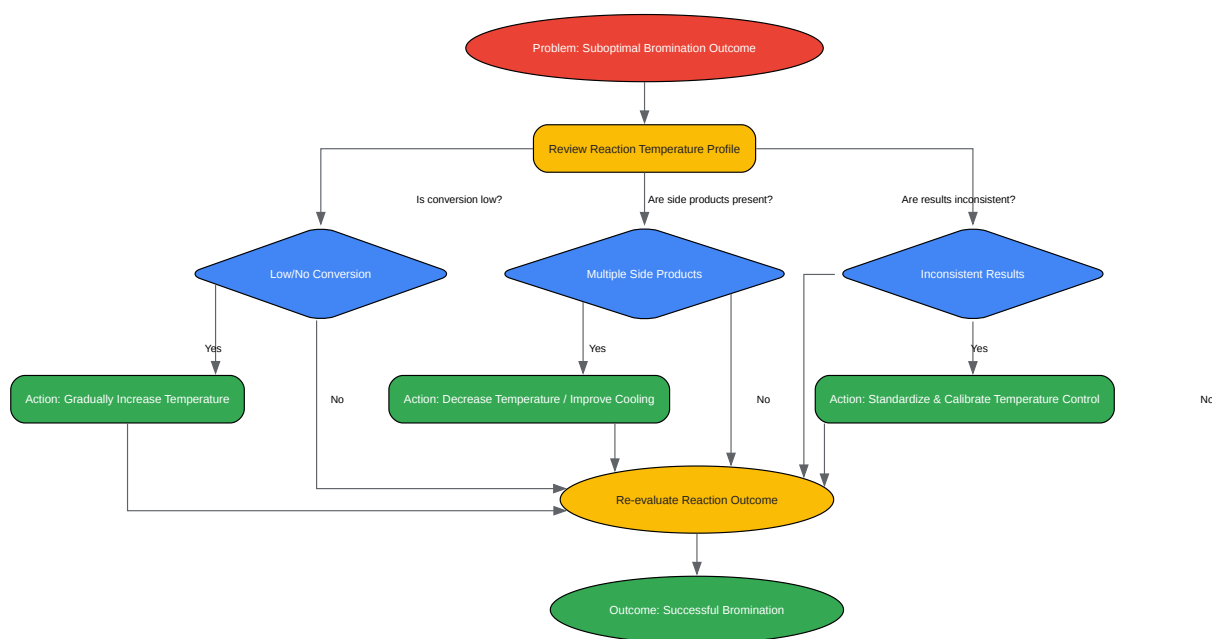 Problem: Suboptimal Bromination Outcome
Review Reaction Temperature Profile
Is conversion low?
Are side products present?
Are results inconsistent?
Low/No Conversion
Multiple Side Products
Inconsistent Results
Yes
Yes
Yes
Action: Gradually Increase Temperature
No
Action: Decrease Temperature / Improve Cooling
No
Action: Standardize & Calibrate Temperature Control
No
Re-evaluate Reaction Outcome
Outcome: Successful Bromination